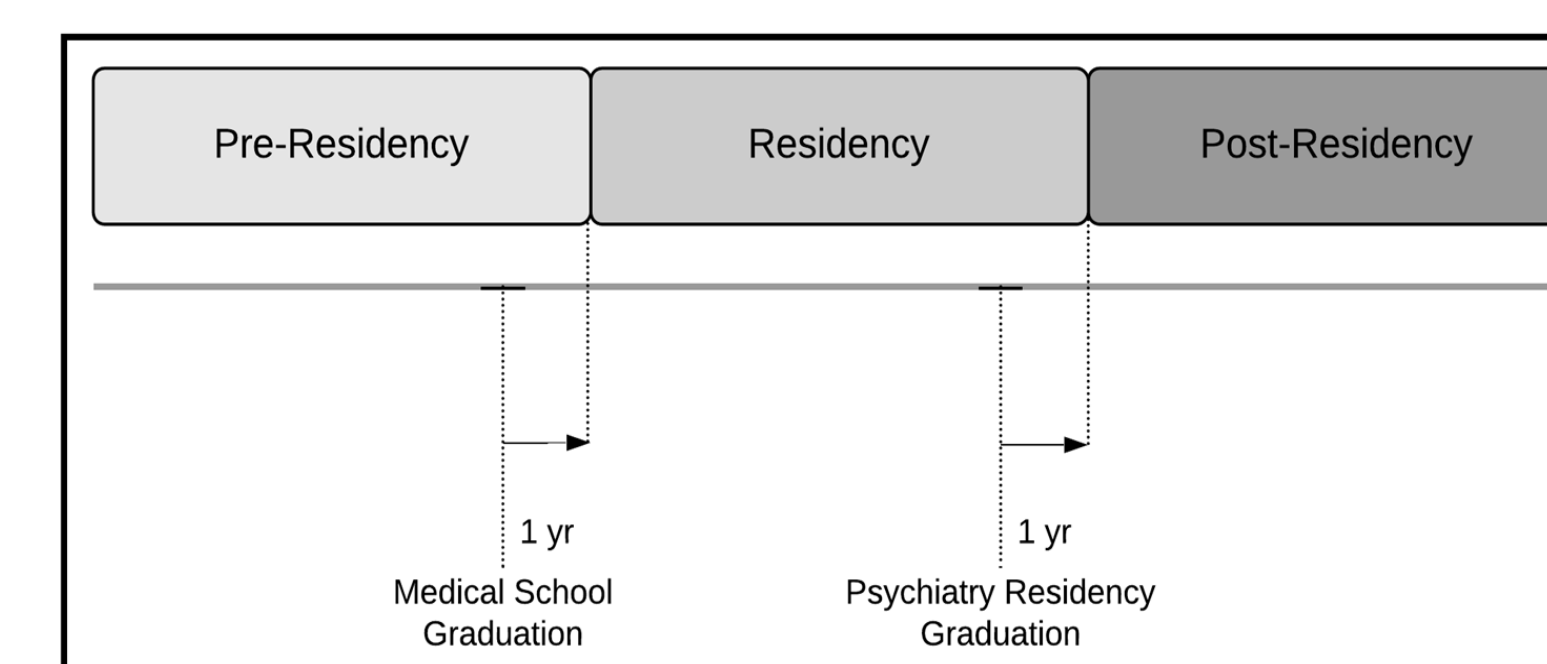 Pre-Residency
Residency
Post-Residency
1 yr
1 yr
Medical School
Graduation
Psychiatry Residency
Graduation